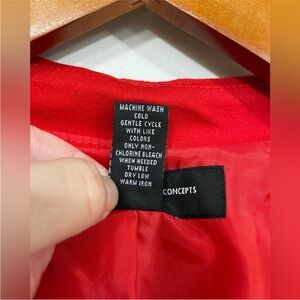 MACHINE WASH
COLD
GENTLE CYCLE
WITH LIKE
COLORS
ONLY NON-
CHLORINE BLEACH
WHEN NEEDED
TUMBLE
DRY LOW
WARM IRON
CONCEPTS